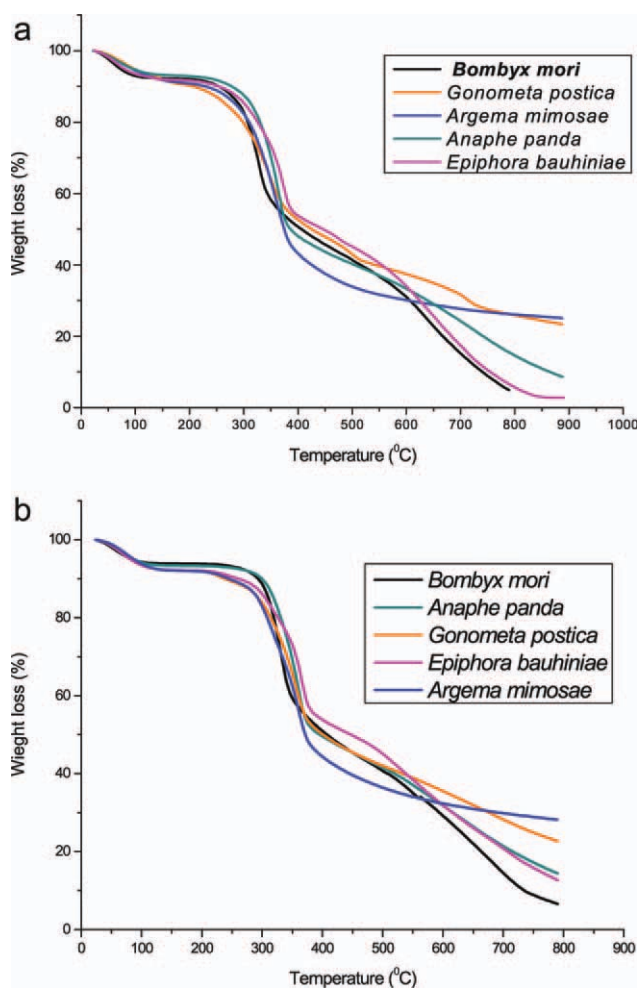 a
100
80
60
40
20
0
Wieght loss (%)
Bombyx mori
Gonometa postica
Argema mimosae
Anaphe panda
Epiphora bauhiniae
0 100 200 300 400 500 600 700 800 900 1000
Temperature (⁰C)
b
100
80
60
40
20
0
Wieght loss (%)
Bombyx mori
Anaphe panda
Gonometa postica
Epiphora bauhiniae
Argema mimosae
0 100 200 300 400 500 600 700 800 900
Temperature (⁰C)